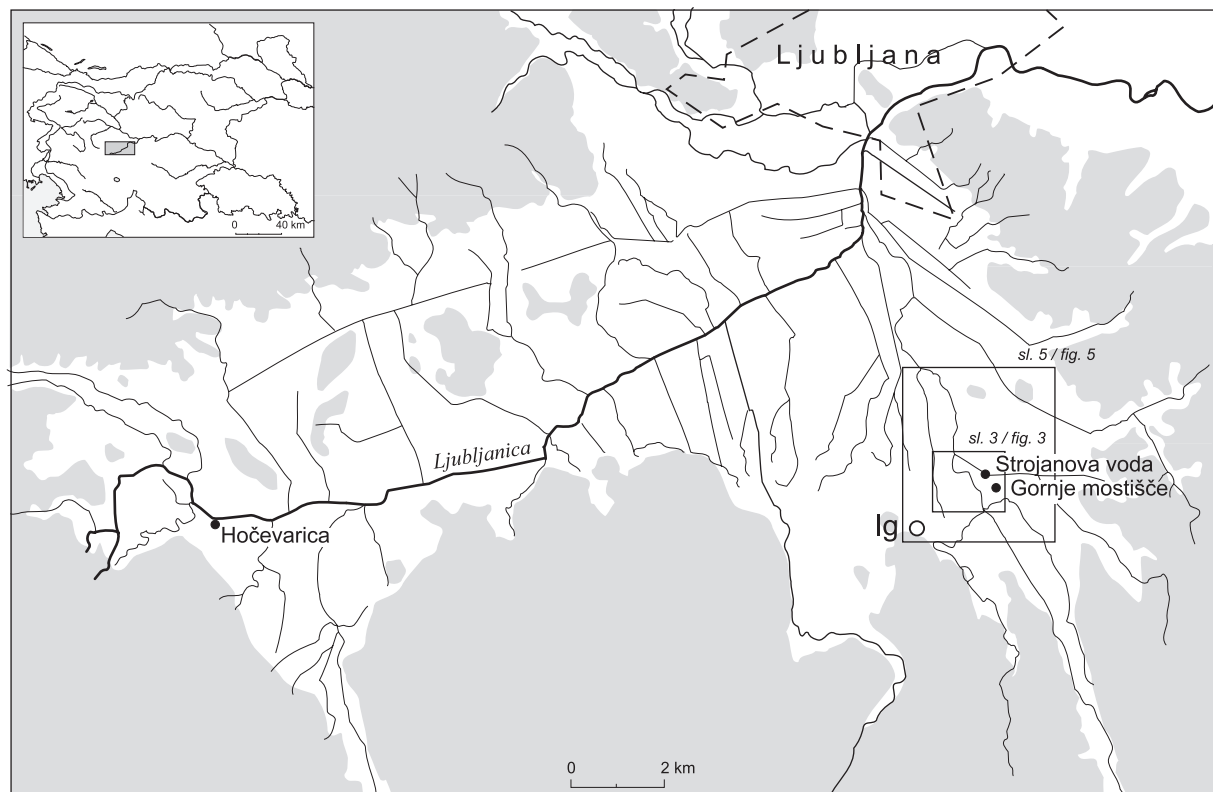 Ljubljana
0 40 km
sl. 5 / fig. 5
sl. 3 / fig. 3
Ljubljanica
Strojanova voda
Gornje mostišče
Ig
Hočevarica
0 2 km